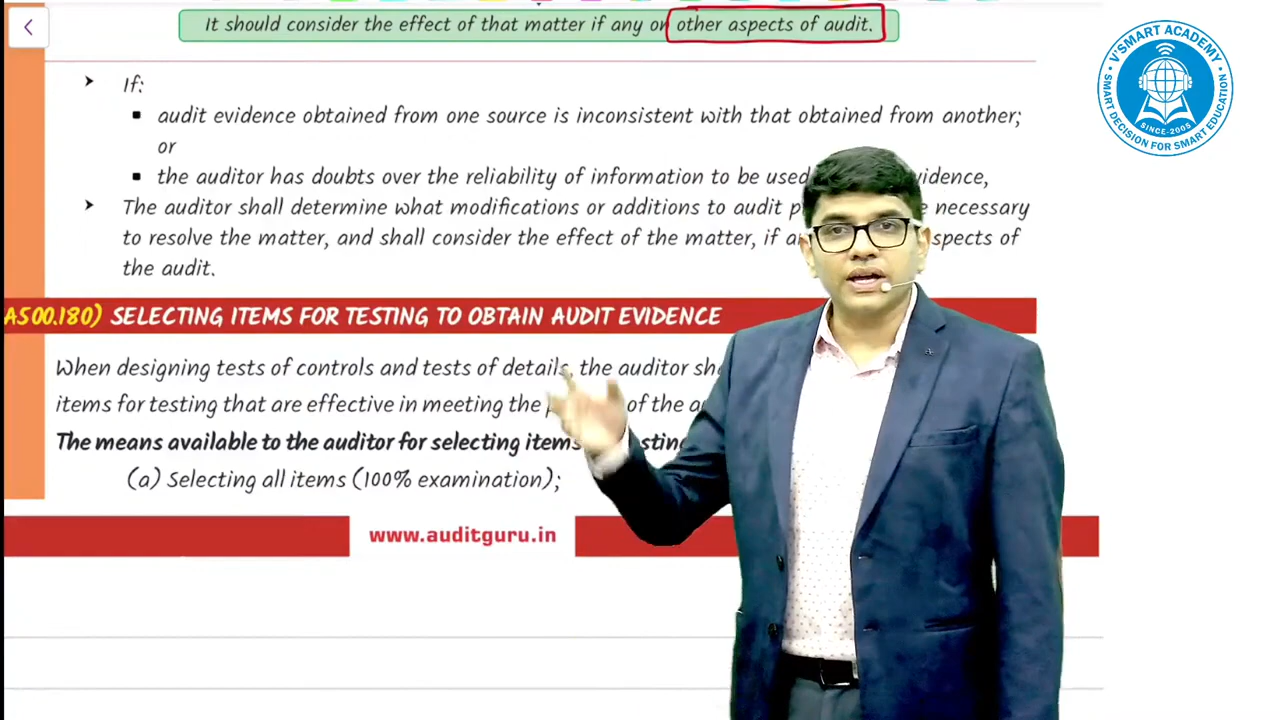 It should consider the effect of that matter if any on other aspects of audit.
If:
audit evidence obtained from one source is inconsistent with that obtained from another;
or
the auditor has doubts over the reliability of information to be used vidence,
The auditor shall determine what modifications or additions to audit p necessary
to resolve the matter, and shall consider the effect of the matter, if a spects of
the audit.
A500.180) SELECTING ITEMS FOR TESTING TO OBTAIN AUDIT EVIDENCE
When designing tests of controls and tests of details, the auditor sh
items for testing that are effective in meeting the p of the a
The means available to the auditor for selecting items sting
(a) Selecting all items (100% examination);
www.auditguru.in
V'SMART ACADEMY
SINCE-2005
SMART DECISION FOR SMART EDUCATION